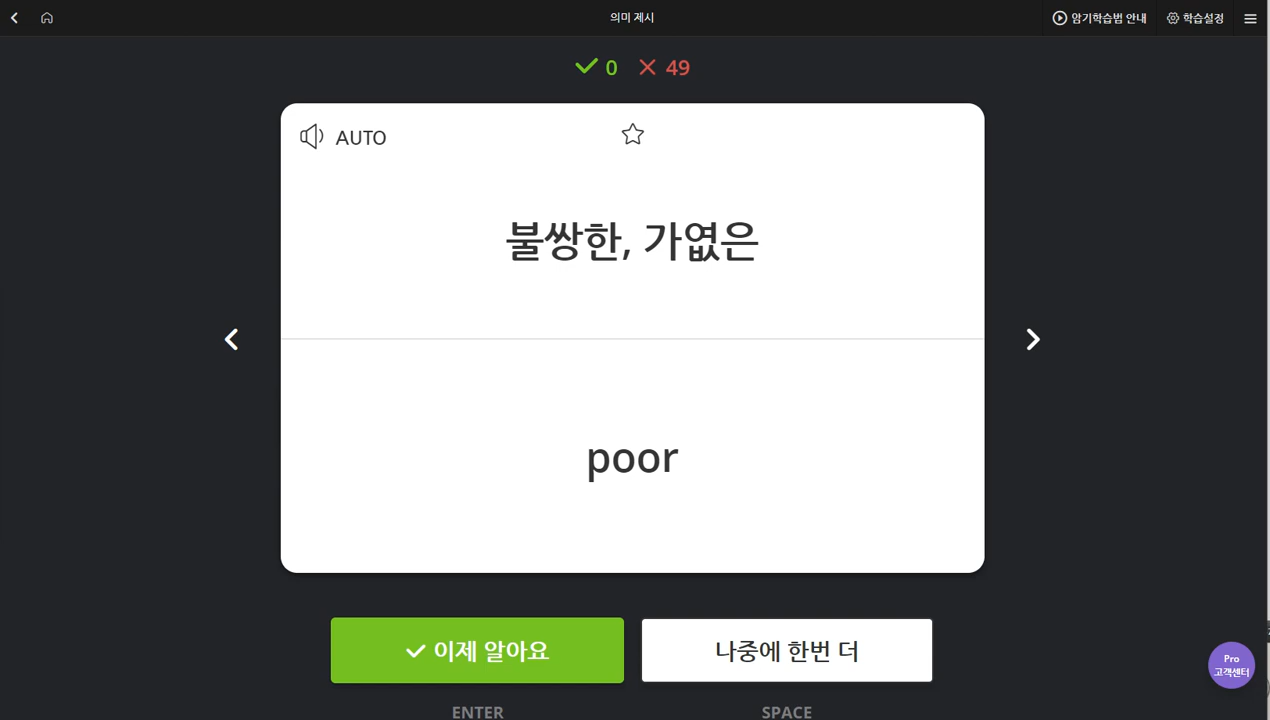 의미 제시
암기학습법 안내
학습설정
0
49
AUTO
불쌍한, 가엾은
poor
이제 알아요
나중에 한번 더
ENTER
SPACE
Pro
고객센터